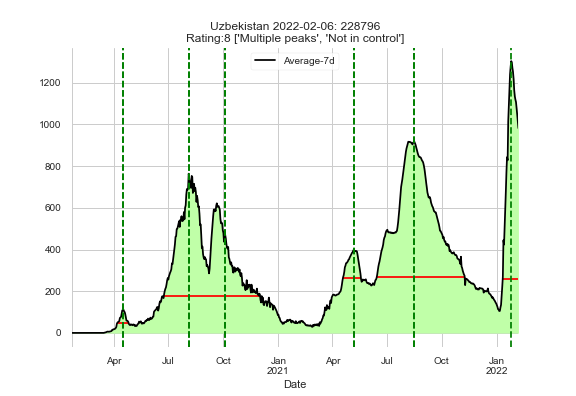 Uzbekistan 2022-02-06: 228796
Rating:8 ['Multiple peaks', 'Not in control']
Average-7d
1200
1000
800
600
400
200
0
Apr Jul Oct Jan Apr Jul Oct Jan
2021 2022
Date